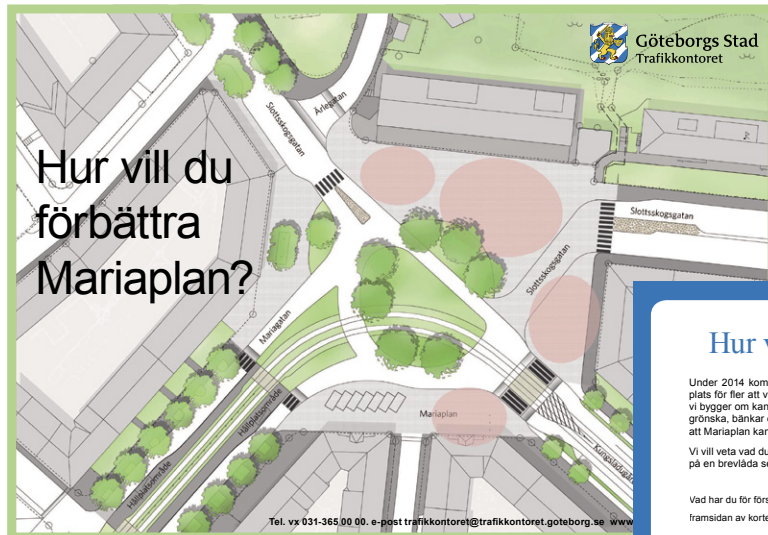 Göteborgs Stad
Trafikkontoret
Hur vill du
förbättra
Mariaplan?
Slottsskogsgatan
Ärlegatan
Slottsskogsgatan
Slottsskogsgatan
Mariagatan
Hållplatsområde
Mariaplan
Hållplatsområde
Tel. vx 031-365 00 00. e-post trafikkontoret@trafikkontoret.goteborg.se www
Hur v
Under 2014 kom
plats för fler att v
vi bygger om kan
grönska, bänkar
att Mariaplan kan
Vi vill veta vad du
på en brevlåda se
Vad har du för förs
framsidan av korte